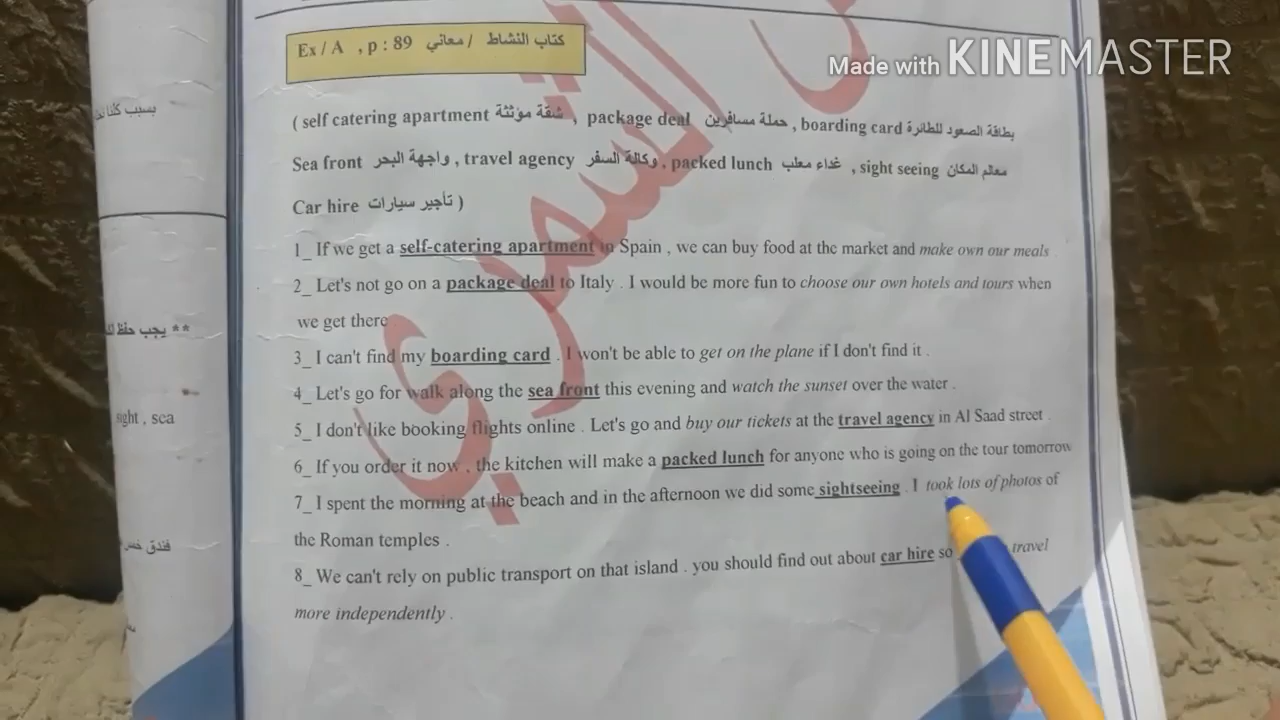 Made with KINEMASTER
Ex / A , p : 89 كتاب النشاط / معاني
( self catering apartment شقة مؤثثة , package deal حملة مسافرين , boarding card بطاقة الصعود للطائرة
Sea front واجهة البحر , travel agency وكالة السفر , packed lunch غداء معلب , sight seeing معالم المكان
Car hire تأجير سيارات )
1_ If we get a self-catering apartment in Spain , we can buy food at the market and make own our meals
2_ Let's not go on a package deal to Italy . I would be more fun to choose our own hotels and tours when
we get there
3_ I can't find my boarding card . I won't be able to get on the plane if I don't find it .
4_ Let's go for walk along the sea front this evening and watch the sunset over the water .
5_ I don't like booking flights online . Let's go and buy our tickets at the travel agency in Al Saad street .
6_ If you order it now , the kitchen will make a packed lunch for anyone who is going on the tour tomorrow
7_ I spent the morning at the beach and in the afternoon we did some sightseeing . I took lots of photos of
the Roman temples .
8_ We can't rely on public transport on that island . you should find out about car hire so travel
more independently .
بسبب
** يجب حفظ
sight , sea
فندق